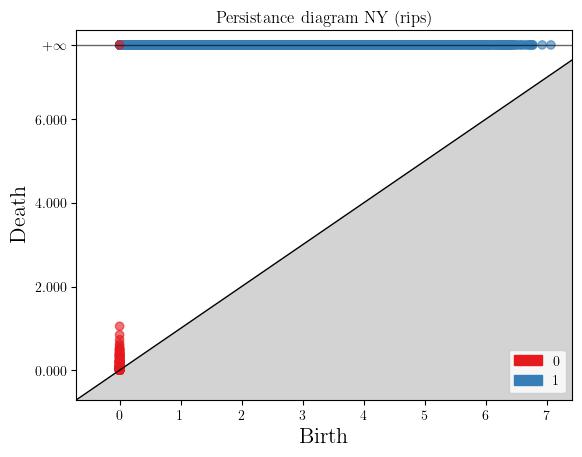 Persistance diagram NY (rips)
+∞
6.000
4.000
2.000
0.000
Death
0 1 2 3 4 5 6 7
Birth
0
1